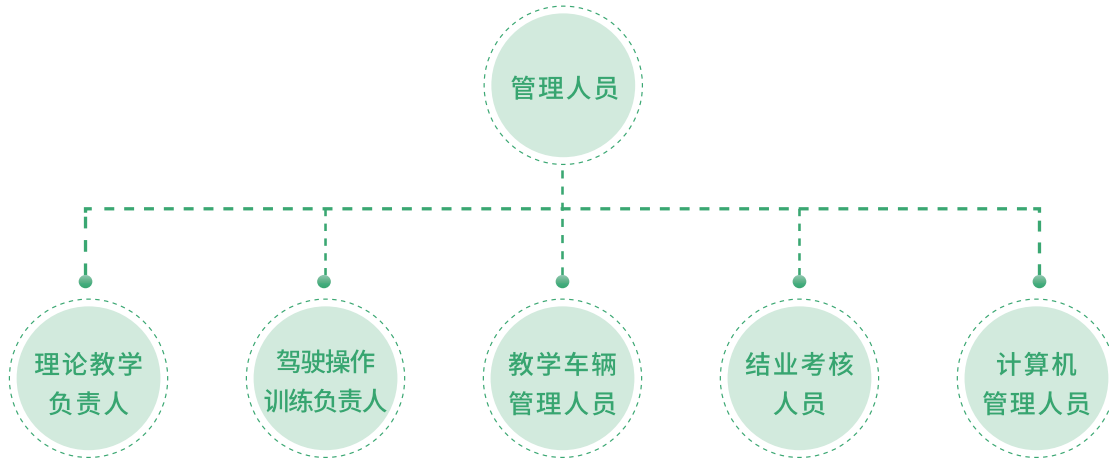 管理人员
理论教学
负责人
驾驶操作
训练负责人
教学车辆
管理人员
结业考核
人员
计算机
管理人员